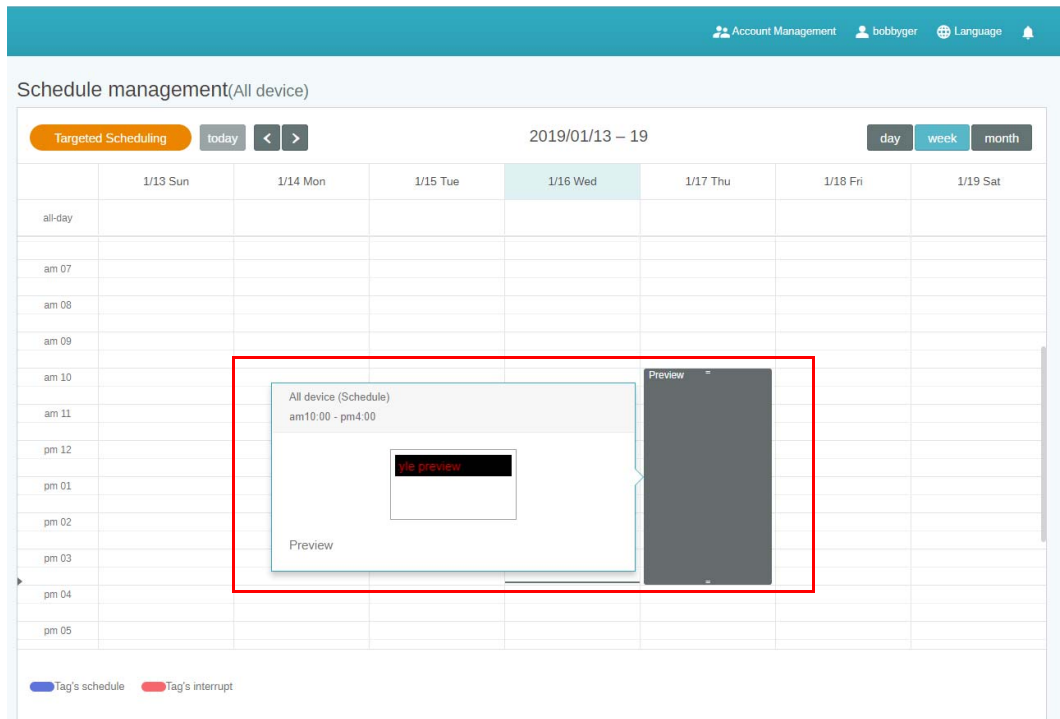 Account Management bobbyger Language
Schedule management(All device)
Targeted Scheduling today < > 2019/01/13 – 19 day week month
1/13 Sun 1/14 Mon 1/15 Tue 1/16 Wed 1/17 Thu 1/18 Fri 1/19 Sat
all-day
am 07
am 08
am 09
am 10
Preview
All device (Schedule)
am 11
am10:00 - pm4:00
pm 12
yle preview
pm 01
pm 02
Preview
pm 03
pm 04
pm 05
Tag's schedule Tag's interrupt